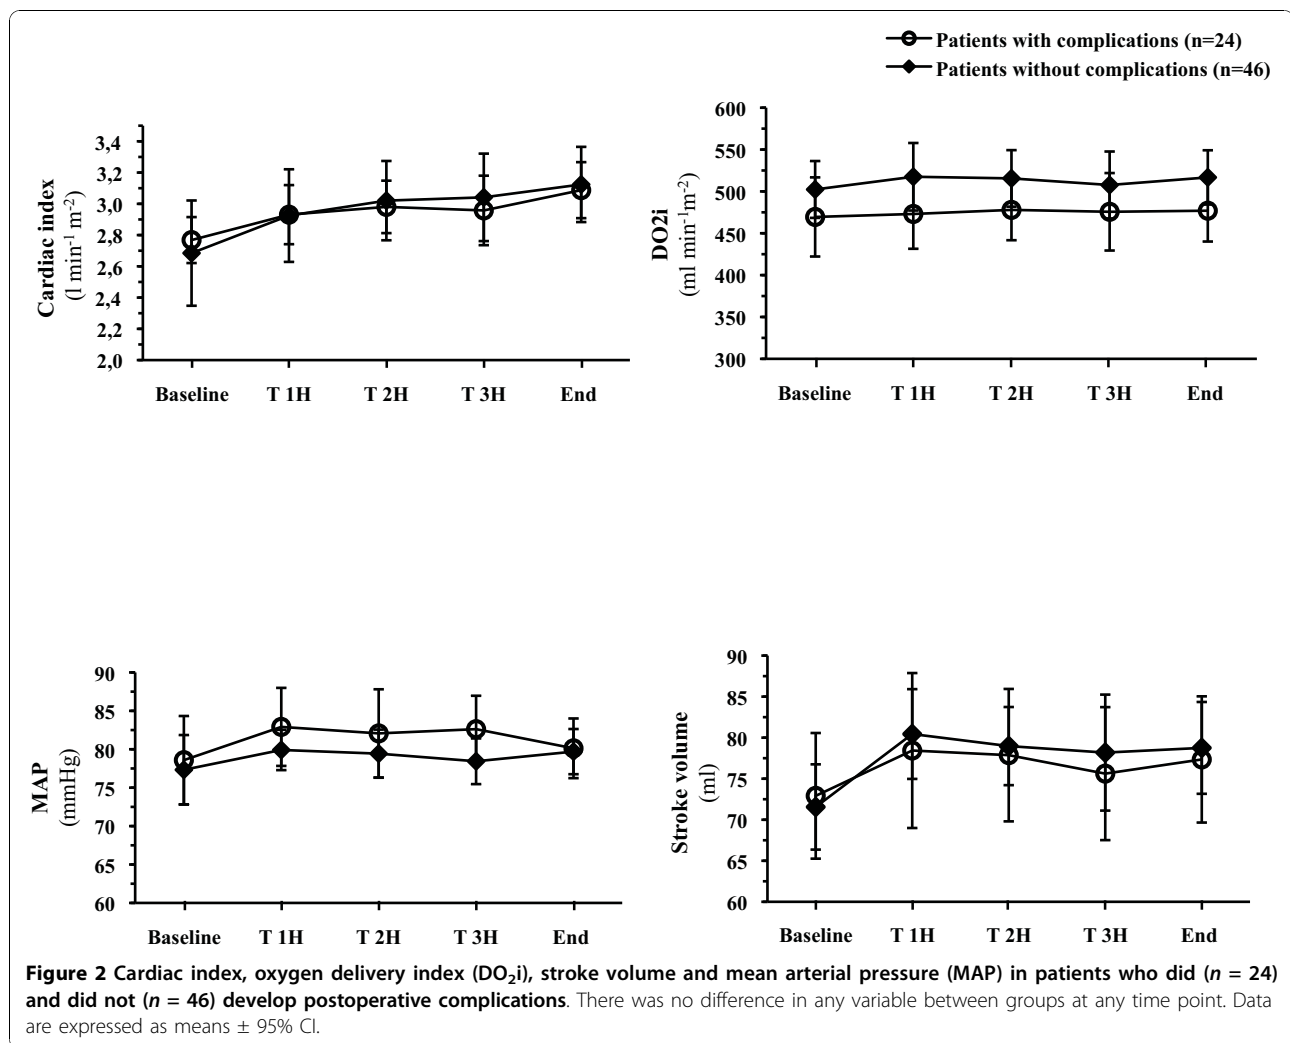 Patients with complications (n=24)
Patients without complications (n=46)
Cardiac index
(l min-1 m-2)
3,4
3,2
3,0
2,8
2,6
2,4
2,2
2,0
Baseline T 1H T 2H T 3H End
DO2i
(ml min-1m-2)
600
550
500
450
400
350
300
Baseline T 1H T 2H T 3H End
MAP
(mmHg)
90
85
80
75
70
65
60
Baseline T 1H T 2H T 3H End
Stroke volume
(ml)
90
85
80
75
70
65
60
Baseline T 1H T 2H T 3H End
Figure 2 Cardiac index, oxygen delivery index (DO2i), stroke volume and mean arterial pressure (MAP) in patients who did (n = 24)
and did not (n = 46) develop postoperative complications. There was no difference in any variable between groups at any time point. Data
are expressed as means ± 95% CI.